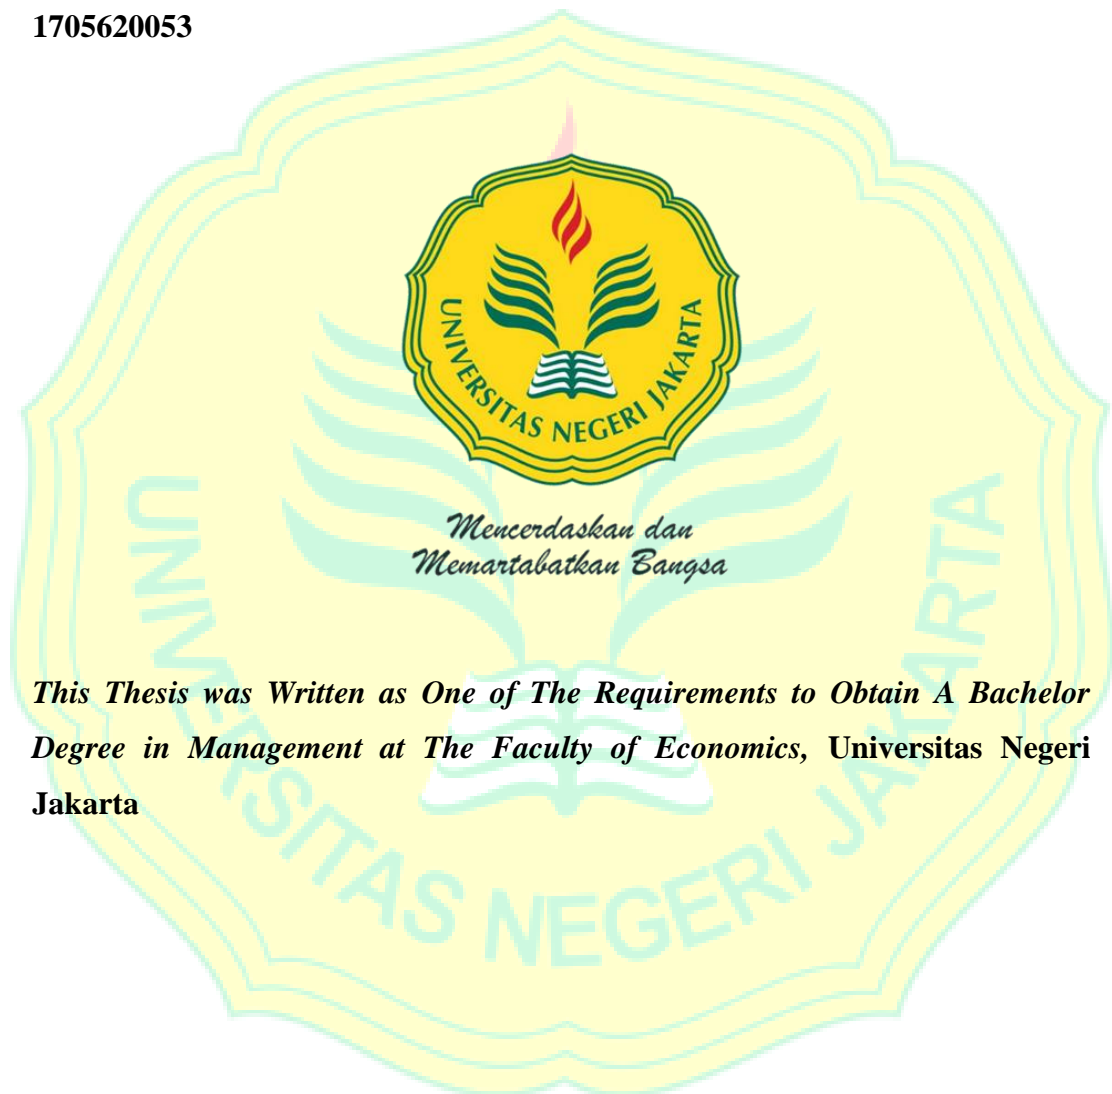 1705620053
UNIVERSITAS NEGERI JAKARTA
Mencerdaskan dan
Memartabatkan Bangsa
UNIVERSITAS NEGERI JAKARTA
This Thesis was Written as One of The Requirements to Obtain A Bachelor
Degree in Management at The Faculty of Economics, Universitas Negeri
Jakarta